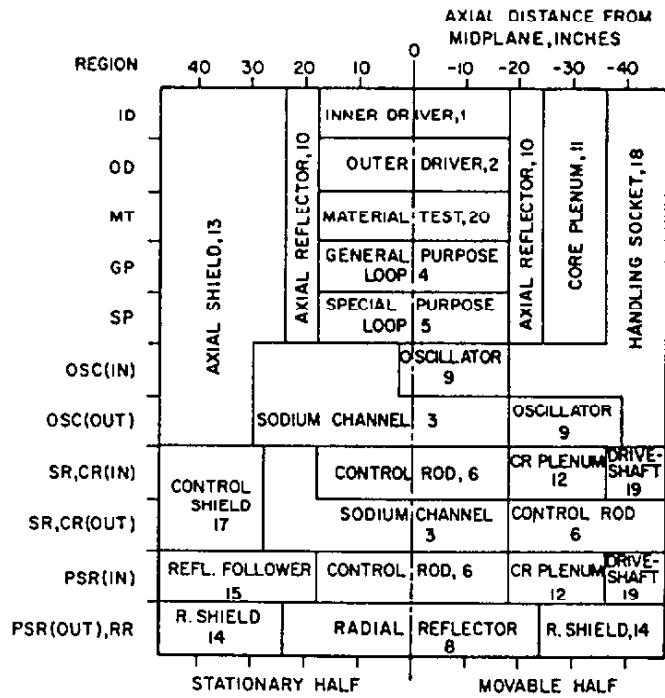 AXIAL DISTANCE FROM
MIDPLANE, INCHES
REGION
40 30 20 10 0 -10 -20 -30 -40
ID
INNER DRIVER, 1
OD
OUTER DRIVER, 2
MT
MATERIAL TEST, 20
GP
GENERAL PURPOSE
LOOP 4
SP
SPECIAL PURPOSE
LOOP 5
AXIAL SHIELD, 13
AXIAL REFLECTOR, 10
AXIAL REFLECTOR, 10
CORE PLENUM, 11
HANDLING SOCKET, 18
OSC(IN)
OSCILLATOR
9
OSC(OUT)
SODIUM CHANNEL 3
OSCILLATOR
9
SR,CR(IN)
CONTROL ROD, 6
CR PLENUM
12
DRIVE-
SHAFT
19
CONTROL
SHIELD
17
SR,CR(OUT)
SODIUM CHANNEL
3
CONTROL ROD
6
PSR(IN)
REFL. FOLLOWER
15
CONTROL ROD, 6
CR PLENUM
12
DRIVE-
SHAFT
19
PSR(OUT),RR
R. SHIELD
14
RADIAL REFLECTOR
8
R. SHIELD, 14
STATIONARY HALF
MOVABLE HALF